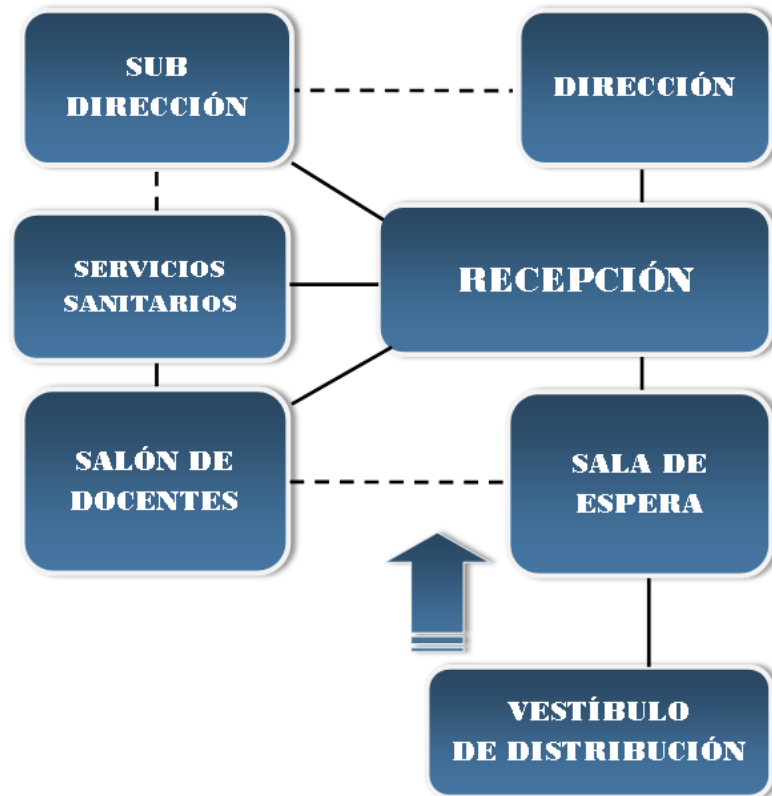 SUB
DIRECCIÓN
DIRECCIÓN
SERVICIOS
SANITARIOS
RECEPCIÓN
SALÓN DE
DOCENTES
SALA DE
ESPERA
VESTÍBULO
DE DISTRIBUCIÓN